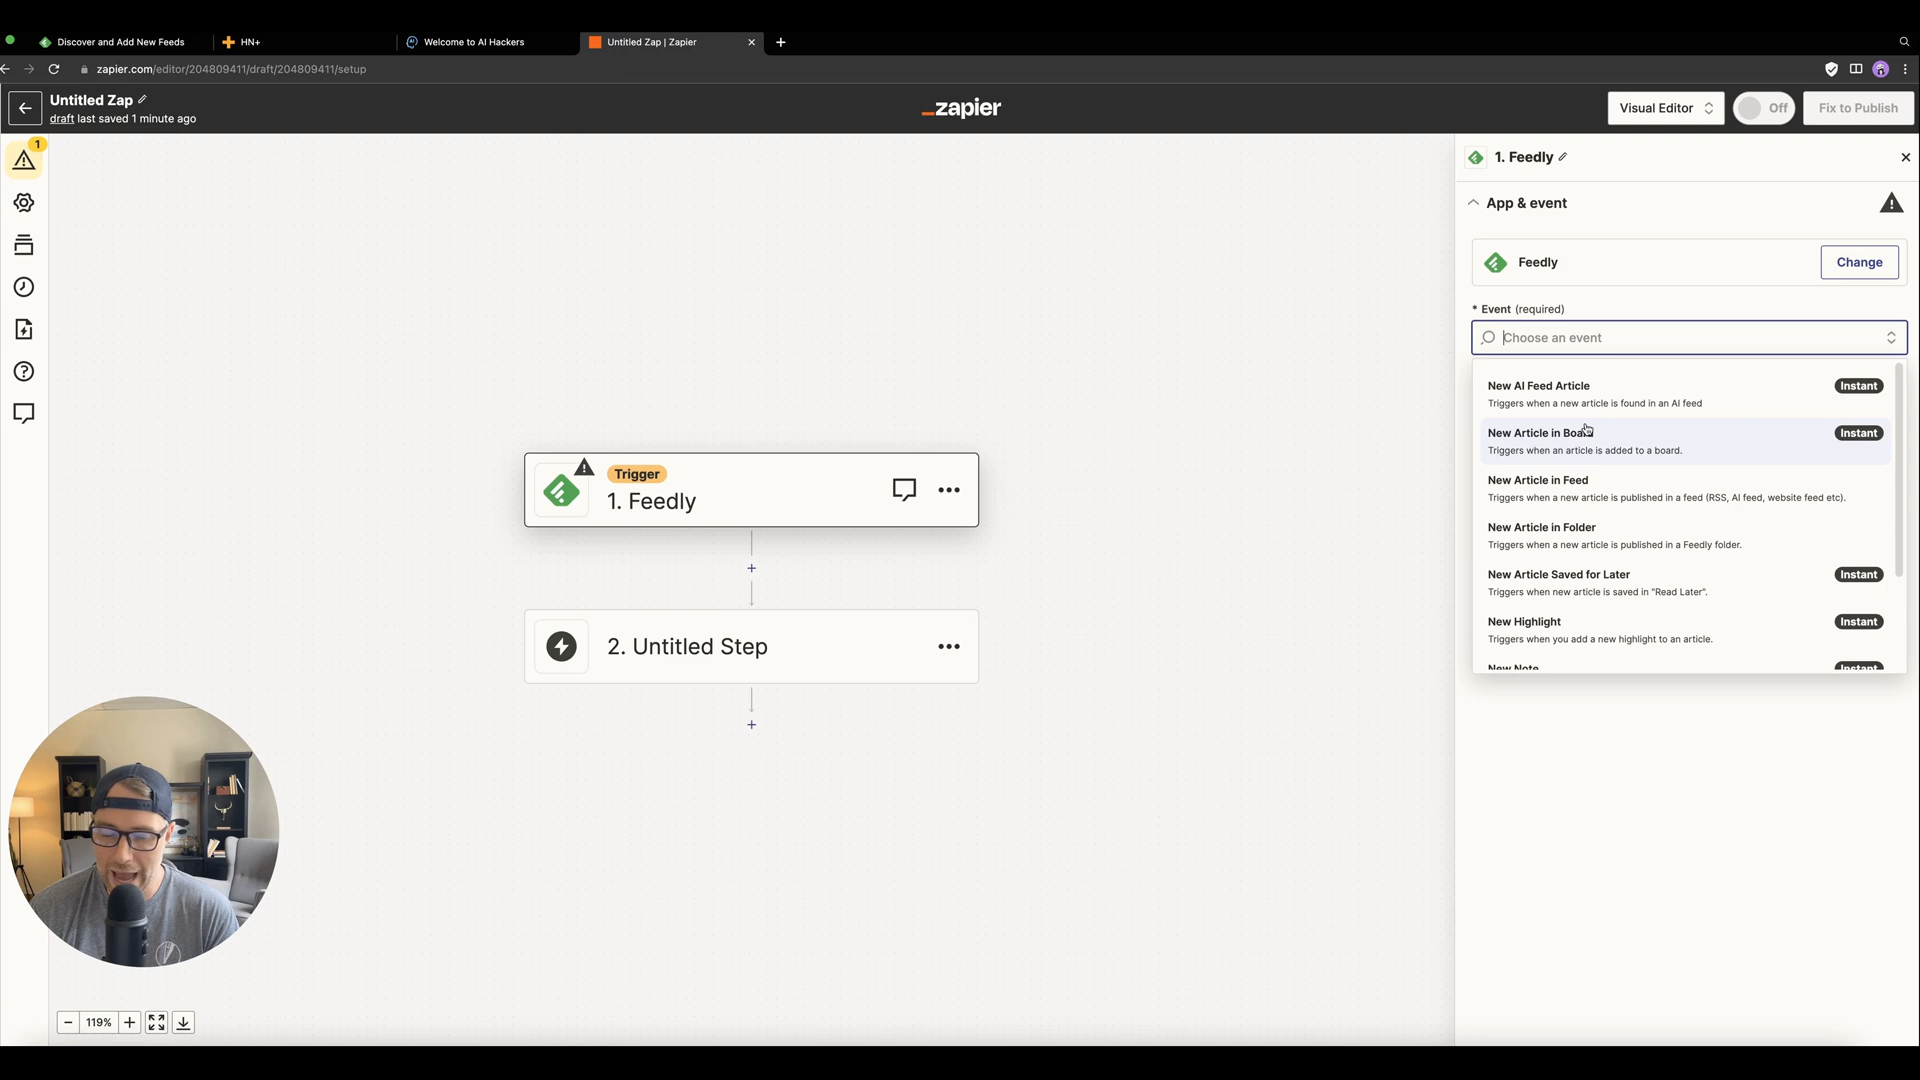 Discover and Add New Feeds
HN+
Welcome to AI Hackers
Untitled Zap | Zapier
zapier.com/editor/204809411/draft/204809411/setup
Untitled Zap
draft last saved 1 minute ago
_zapier
Visual Editor
Off
Fix to Publish
1
1. Feedly
App & event
Feedly
Change
* Event (required)
Choose an event
New AI Feed Article
Instant
Triggers when a new article is found in an AI feed
New Article in Board
Instant
Triggers when an article is added to a board.
New Article in Feed
Triggers when a new article is published in a feed (RSS, AI feed, website feed etc).
New Article in Folder
Triggers when a new article is published in a Feedly folder.
New Article Saved for Later
Instant
Triggers when new article is saved in "Read Later".
New Highlight
Instant
Triggers when you add a new highlight to an article.
New Note
Instant
Trigger
1. Feedly
2. Untitled Step
119%